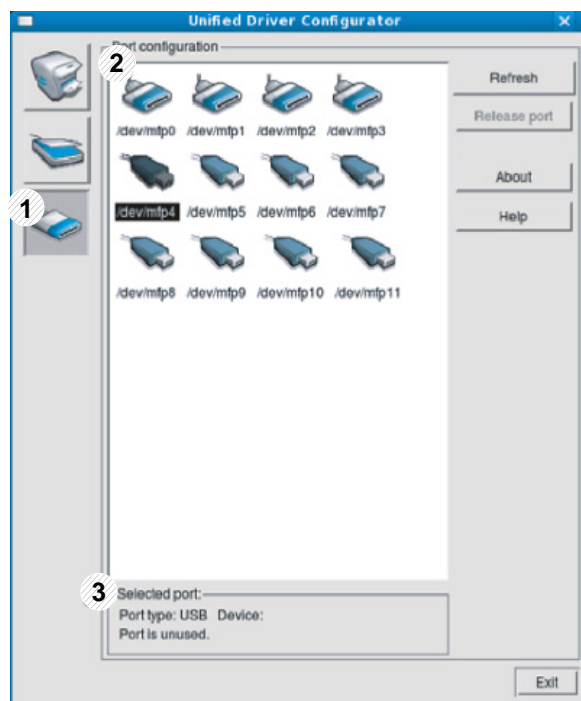 Unified Driver Configurator
Port configuration
2
/dev/mfp0 /dev/mfp1 /dev/mfp2 /dev/mfp3
Refresh
Release port
1
/dev/mfp4 /dev/mfp5 /dev/mfp6 /dev/mfp7
About
Help
/dev/mfp8 /dev/mfp9 /dev/mfp10 /dev/mfp11
3
Selected port:
Port type: USB Device:
Port is unused.
Exit